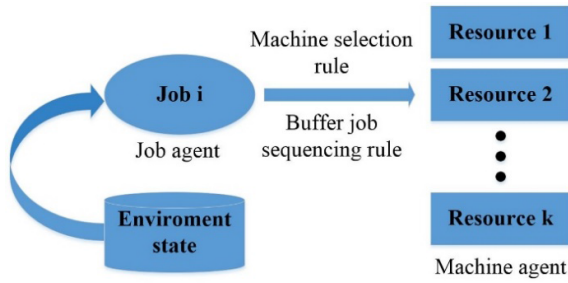 Machine selection
rule
Job i
Job agent
Buffer job
sequencing rule
Enviroment
state
Resource 1
Resource 2
Resource k
Machine agent